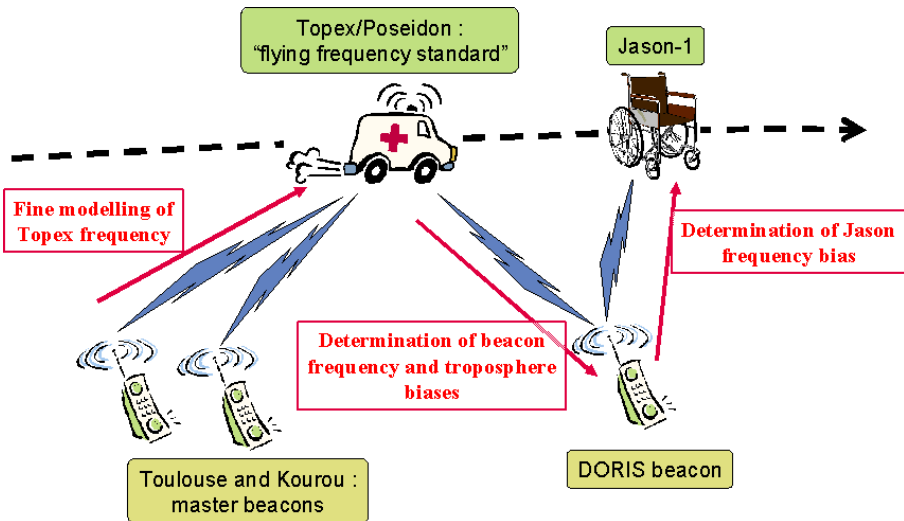 Topex/Poseidon :
“flying frequency standard”
Jason-1
Fine modelling of
Topex frequency
Determination of Jason
frequency bias
Determination of beacon
frequency and troposphere
biases
Toulouse and Kourou :
master beacons
DORIS beacon